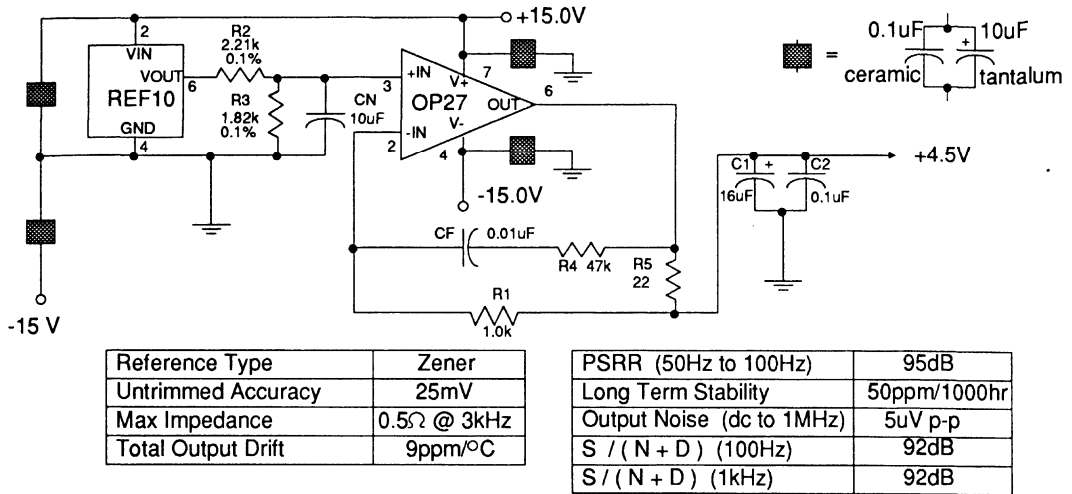 +15.0V
2
VIN
REF10
VOUT
6
GND
4
R2
2.21k
0.1%
R3
1.82k
0.1%
CN
10uF
3
+IN
V+
7
OP27
OUT
6
V-
-IN
2
4
-15.0V
0.1uF
10uF
=
+
ceramic
tantalum
C1
+
C2
+4.5V
16uF
0.1uF
CF
0.01uF
R4 47k
R5
22
R1
1.0k
-15 V
Reference Type Zener
Untrimmed Accuracy 25mV
Max Impedance 0.5Ω @ 3kHz
Total Output Drift 9ppm/°C
PSRR (50Hz to 100Hz) 95dB
Long Term Stability 50ppm/1000hr
Output Noise (dc to 1MHz) 5uV p-p
S / ( N + D ) (100Hz) 92dB
S / ( N + D ) (1kHz) 92dB